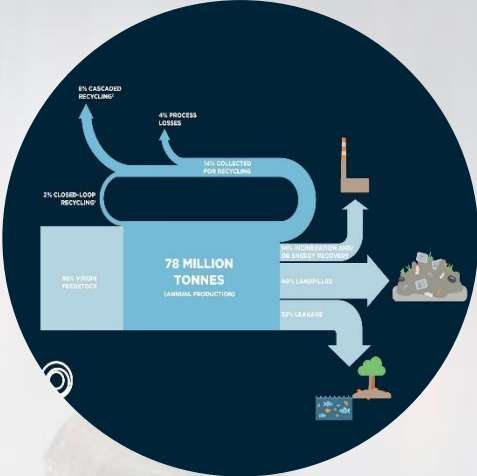 8% CASCADED
RECYCLING²
4% PROCESS
LOSSES
14% COLLECTED
FOR RECYCLING
2% CLOSED-LOOP
RECYCLING¹
98% VIRGIN
FEEDSTOCK
78 MILLION
TONNES
(ANNUAL PRODUCTION)
14% INCINERATION AND/
OR ENERGY RECOVERY
40% LANDFILLED
32% LEAKAGE